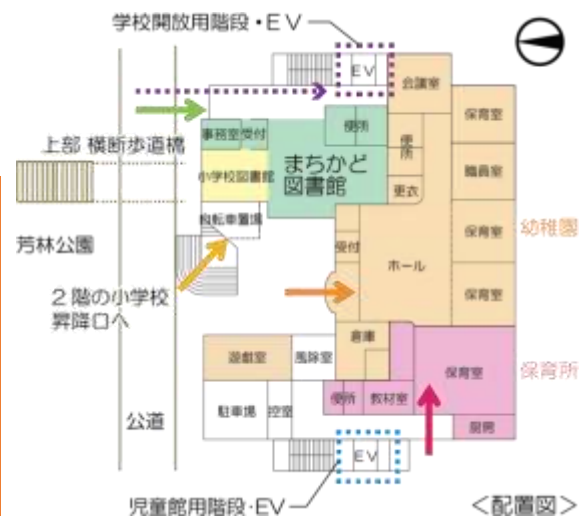 学校開放用階段・EV
EV
会議室
事務室
受付
便所
便所
保育室
上部 横断歩道橋
小学校図書館
まちかど
図書館
更衣
職員室
自転車置場
芳林公園
受付
ホール
保育室
幼稚園
2階の小学校
昇降口へ
保育室
倉庫
遊戯室
風除室
保育室
保育所
駐車場
控室
便所
教材室
公道
厨房
EV
児童館用階段・EV
<配置図>